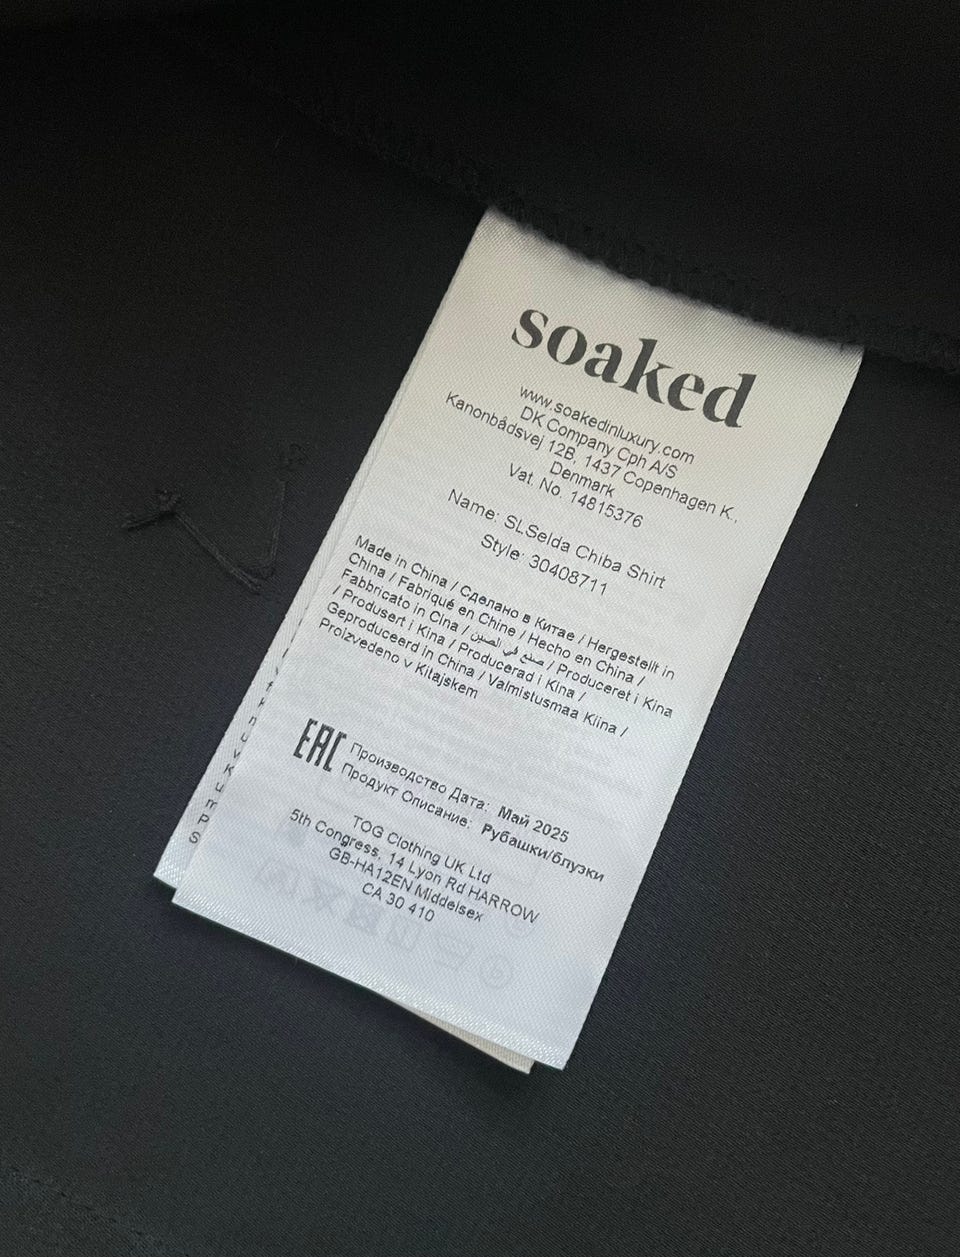 soaked
www.soakedinluxury.com
DK Company Cph A/S
Kanonbådsvej 12B, 1437 Copenhagen K.,
Denmark
Vat. No. 14815376
Name: SLSelda Chiba Shirt
Style: 30408711
Made in China / Сделано в Китае / Hergestellt in
China / Fabriqué en Chine / Hecho en China /
Fabbricato in Cina / صنع في الصين / Produceret i Kina
/ Produsert i Kina / Producerad i Kina /
Geproduceerd in China / Valmistusmaa Kiina /
Proizvedeno v Kitajskem
EAC
Производство Дата: Май 2025
Продукт Описание: Рубашки/блузки
TOG Clothing UK Ltd
5th Congress, 14 Lyon Rd HARROW
GB-HA12EN Middelsex
CA 30 410